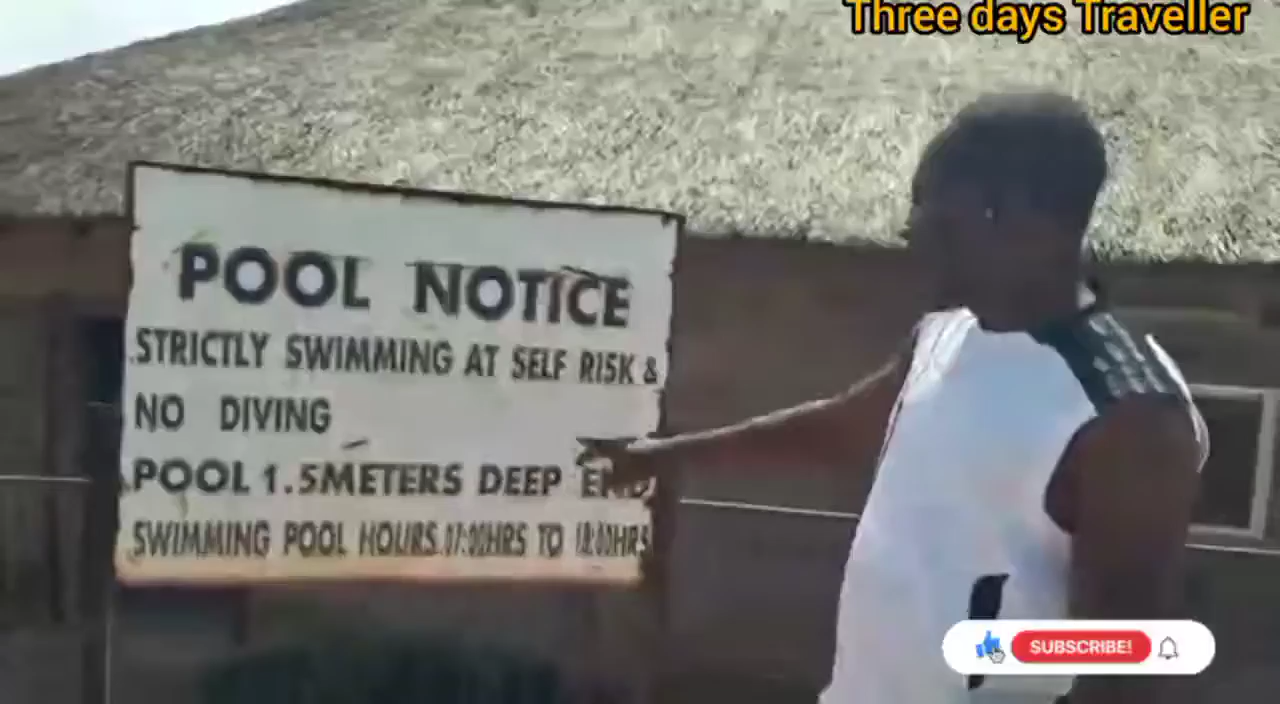 Three days Traveller
POOL NOTICE
STRICTLY SWIMMING AT SELF RISK &
NO DIVING
POOL 1.5METERS DEEP END
SWIMMING POOL HOURS 07:00HRS TO 18:00HRS
SUBSCRIBE!